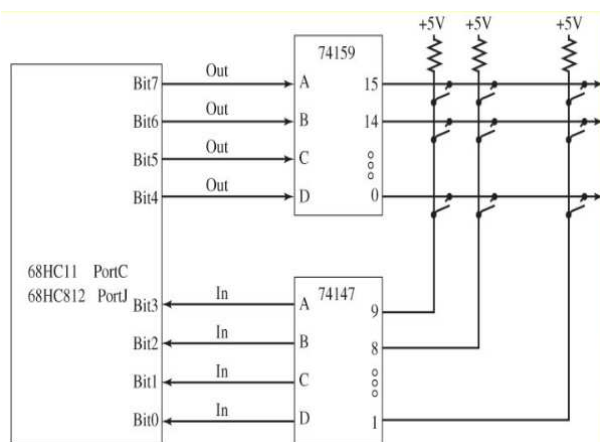 +5V +5V +5V
74159
Out
Bit7 A 15
Out
Bit6 B 14
Out
Bit5 C
Out
Bit4 D 0
68HC11 PortC
68HC812 PortJ
74147
In
Bit3 A 9
In
Bit2 B 8
In
Bit1 C
In
Bit0 D 1